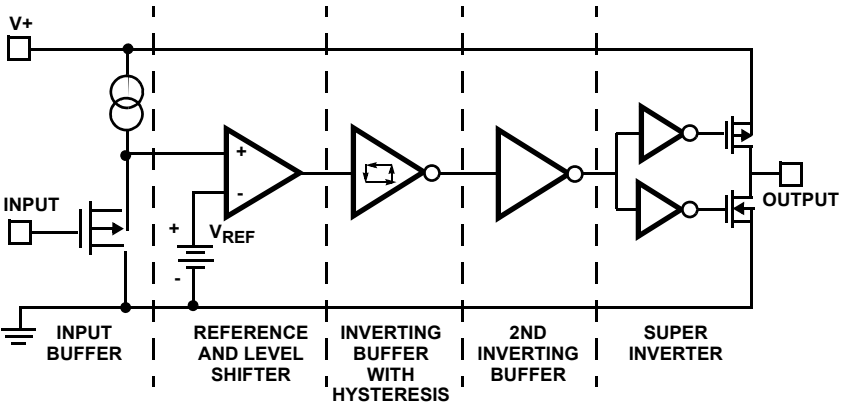 V+
INPUT
+
-
+
-
VREF
OUTPUT
INPUT
BUFFER
REFERENCE
AND LEVEL
SHIFTER
INVERTING
BUFFER
WITH
HYSTERESIS
2ND
INVERTING
BUFFER
SUPER
INVERTER